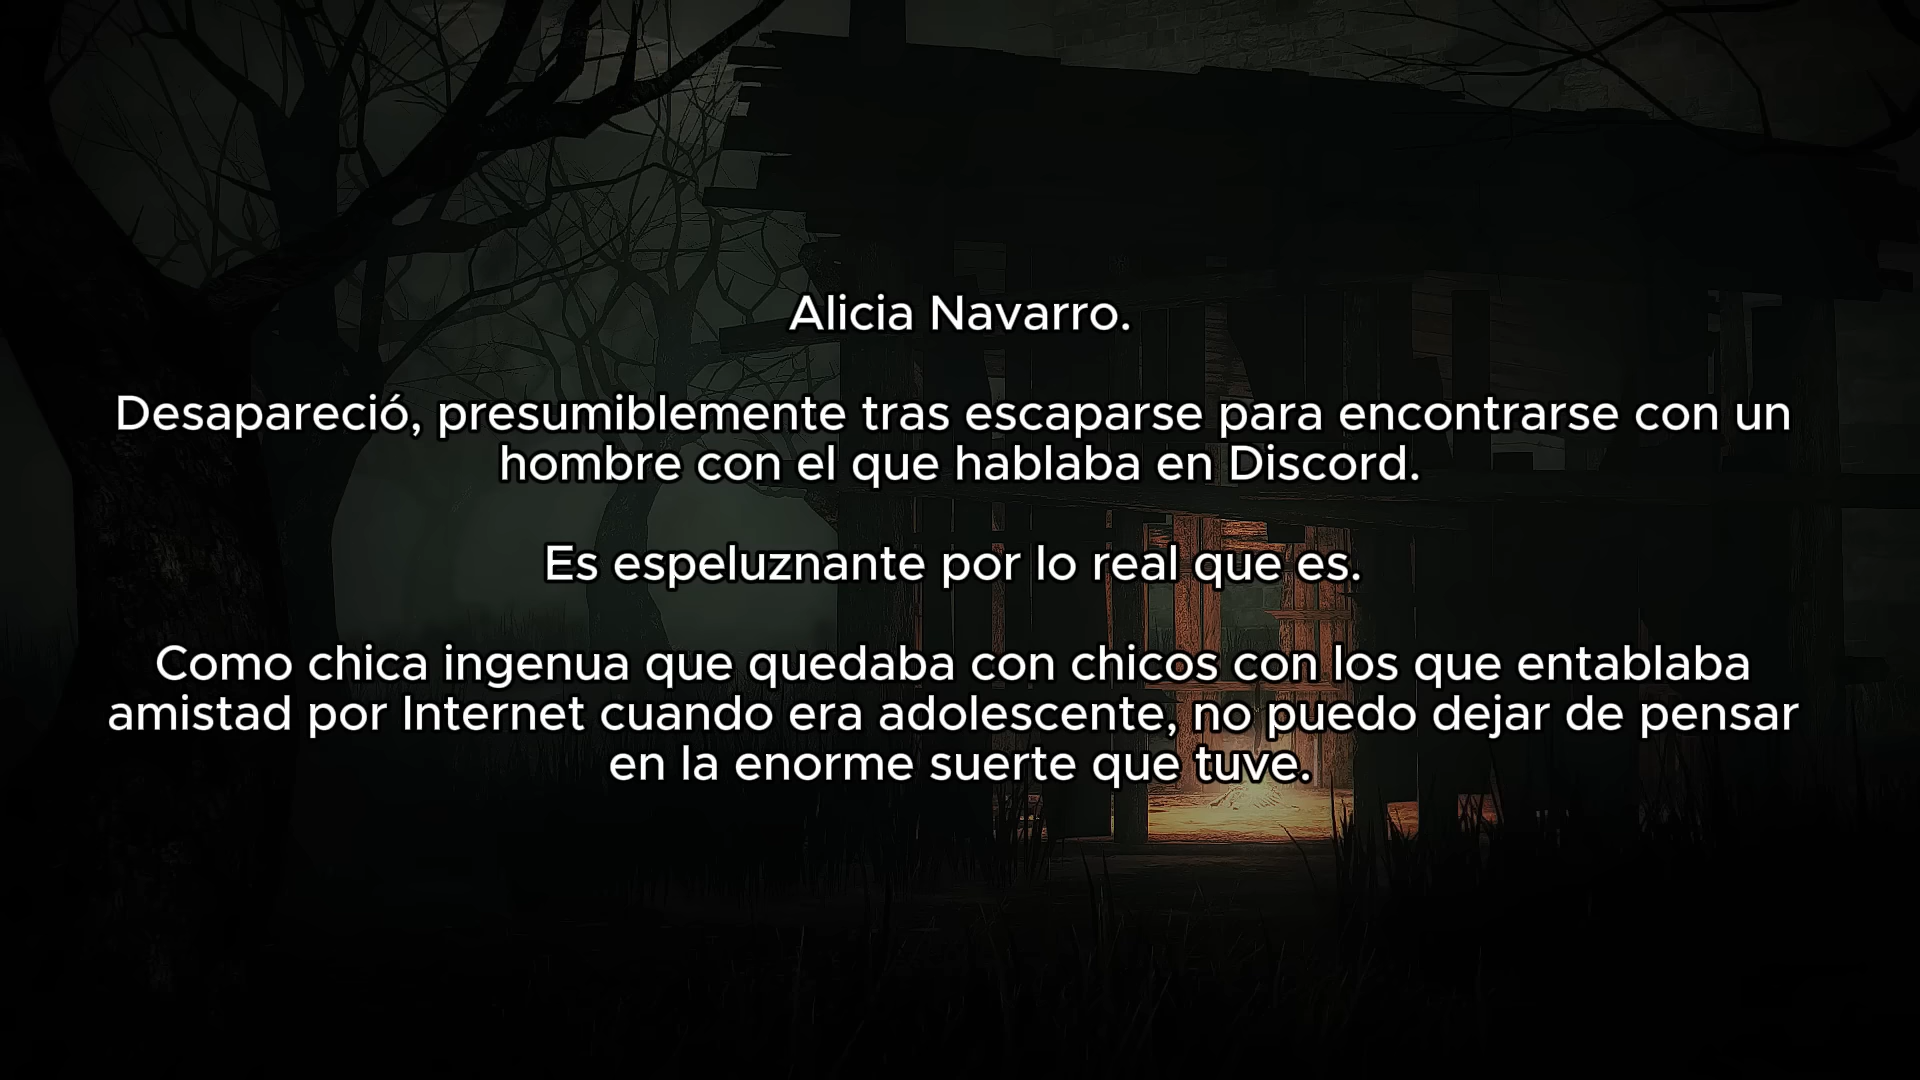 Alicia Navarro.
Desapareció, presumiblemente tras escaparse para encontrarse con un
hombre con el que hablaba en Discord.
Es espeluznante por lo real que es.
Como chica ingenua que quedaba con chicos con los que entablaba
amistad por Internet cuando era adolescente, no puedo dejar de pensar
en la enorme suerte que tuve.